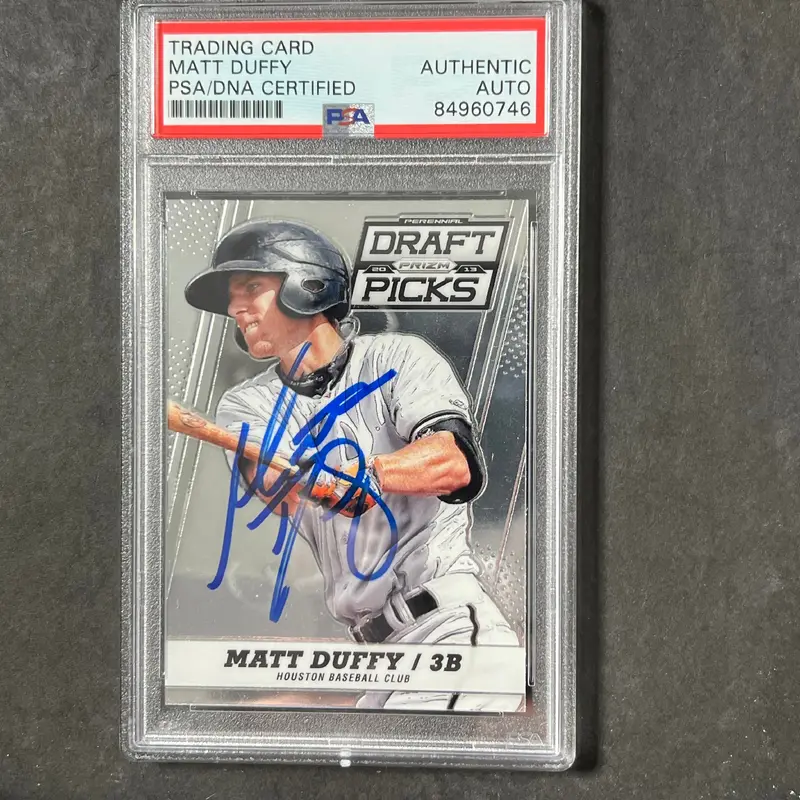 TRADING CARD
MATT DUFFY AUTHENTIC
PSA/DNA CERTIFIED AUTO
84960746
PSA
PERENNIAL
DRAFT
20 PRIZM 13
PICKS
MATT DUFFY / 3B
HOUSTON BASEBALL CLUB